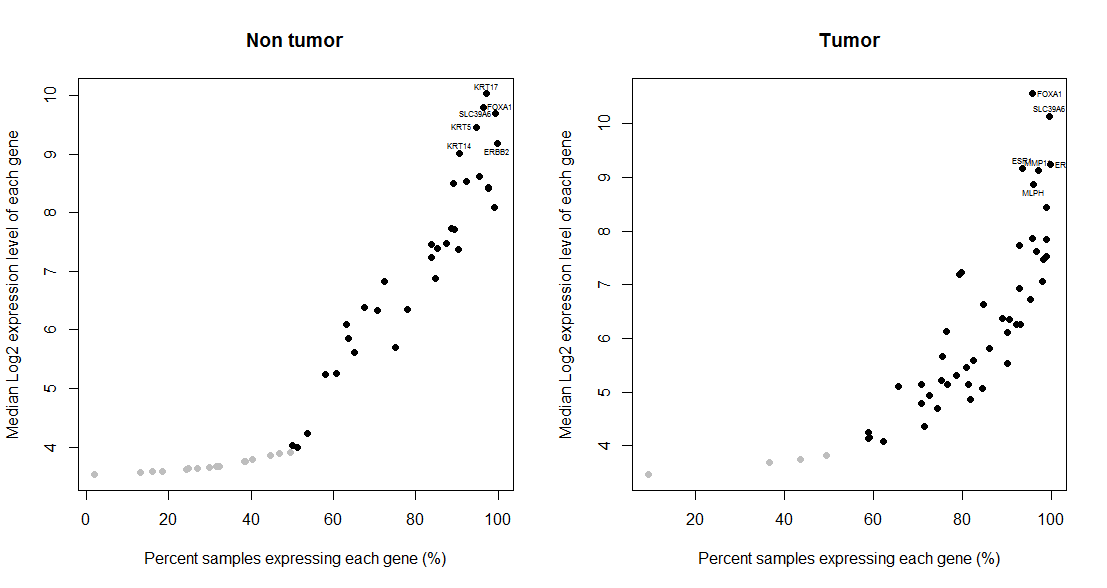 Non tumor
Median Log2 expression level of each gene
10
9
8
7
6
5
4
KRT17
FOXA1
SLC39A6
KRT5
ERBB2
KRT14
0 20 40 60 80 100
Percent samples expressing each gene (%)
Tumor
Median Log2 expression level of each gene
10
9
8
7
6
5
4
FOXA1
SLC39A6
ESR1
MMP11
ER
MLPH
20 40 60 80 100
Percent samples expressing each gene (%)